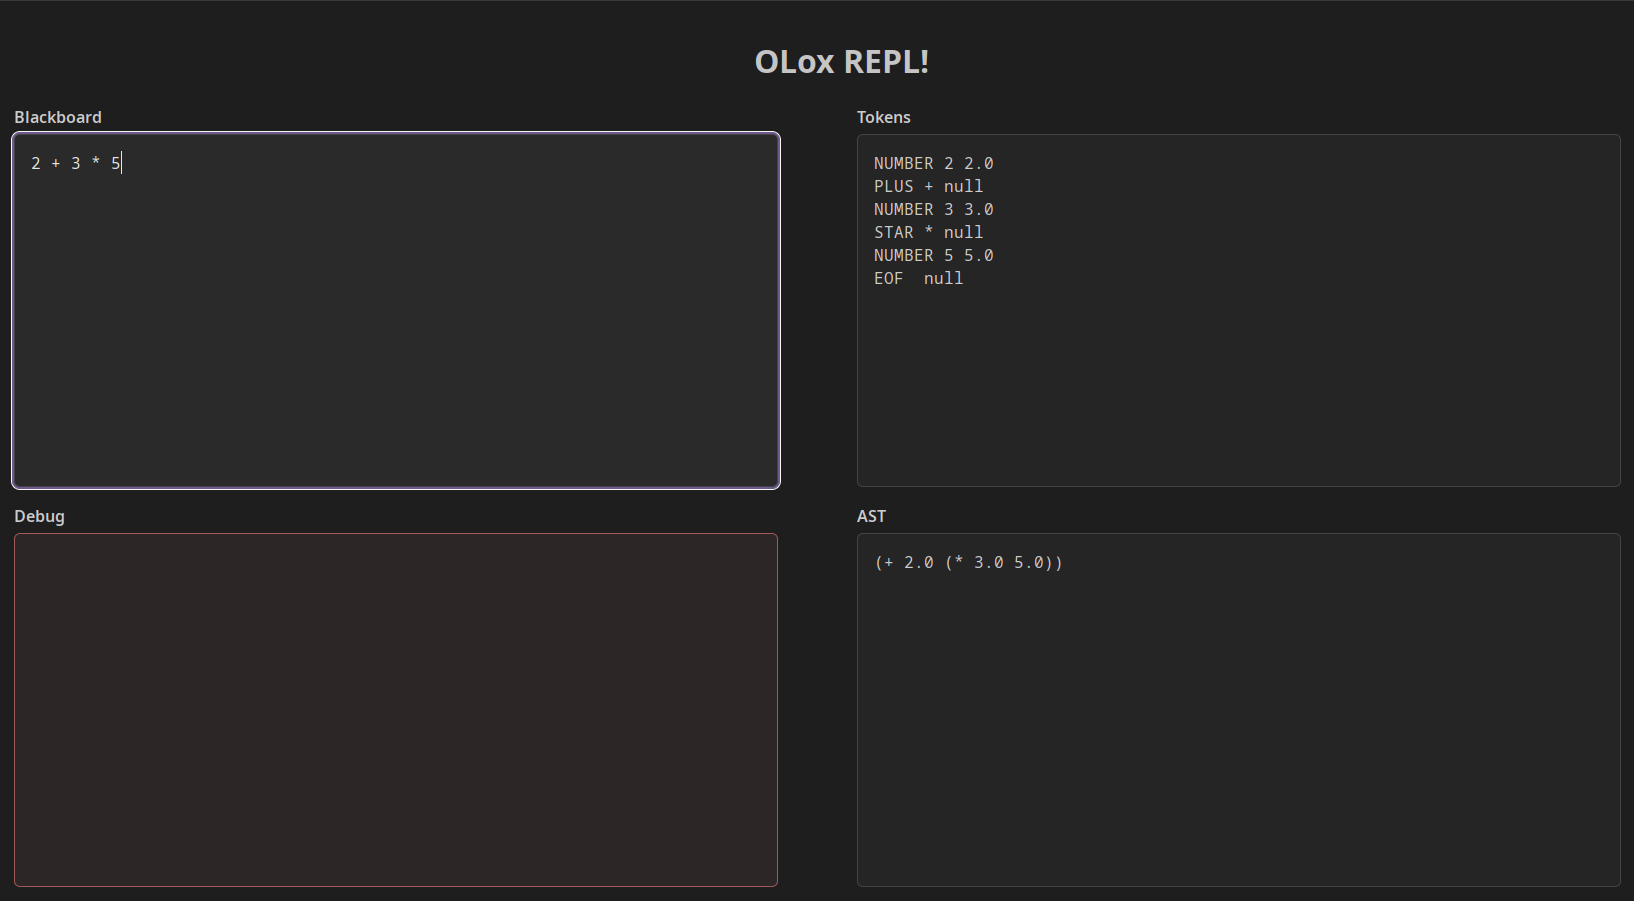 OLox REPL!
Blackboard
2 + 3 * 5
Tokens
NUMBER 2 2.0
PLUS + null
NUMBER 3 3.0
STAR * null
NUMBER 5 5.0
EOF  null
Debug
AST
(+ 2.0 (* 3.0 5.0))